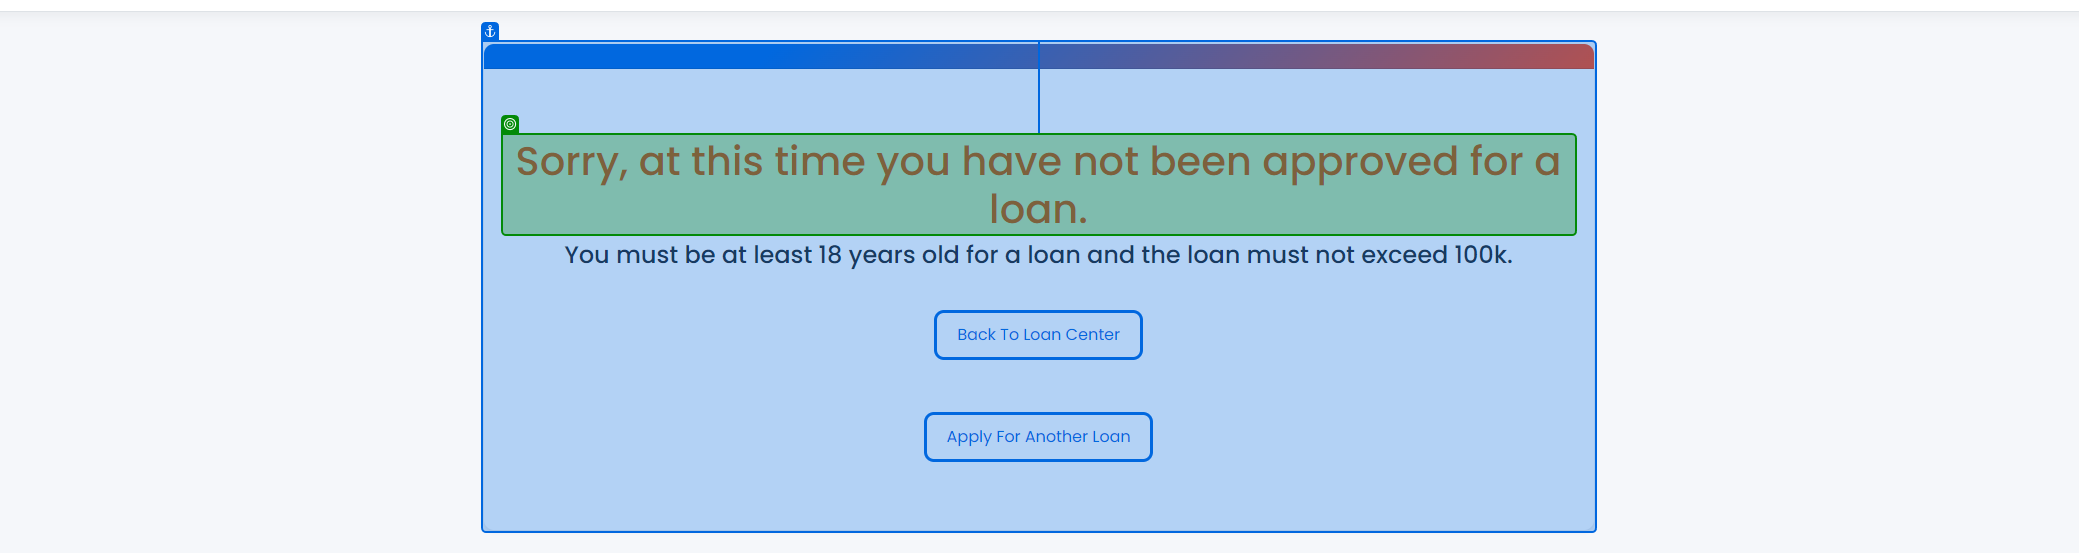 Sorry, at this time you have not been approved for a
loan.
You must be at least 18 years old for a loan and the loan must not exceed 100k.
Back To Loan Center
Apply For Another Loan